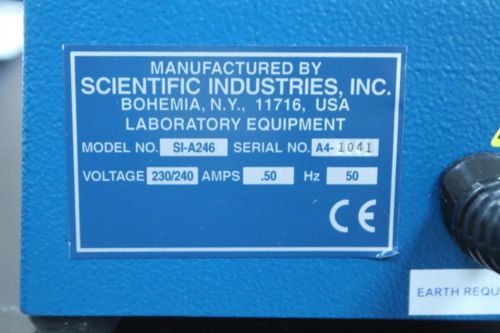 MANUFACTURED BY
SCIENTIFIC INDUSTRIES, INC.
BOHEMIA, N.Y., 11716, USA
LABORATORY EQUIPMENT
MODEL NO. SI-A246 SERIAL NO. A4-1041
VOLTAGE 230/240 AMPS .50 Hz 50
CE
EARTH REQU